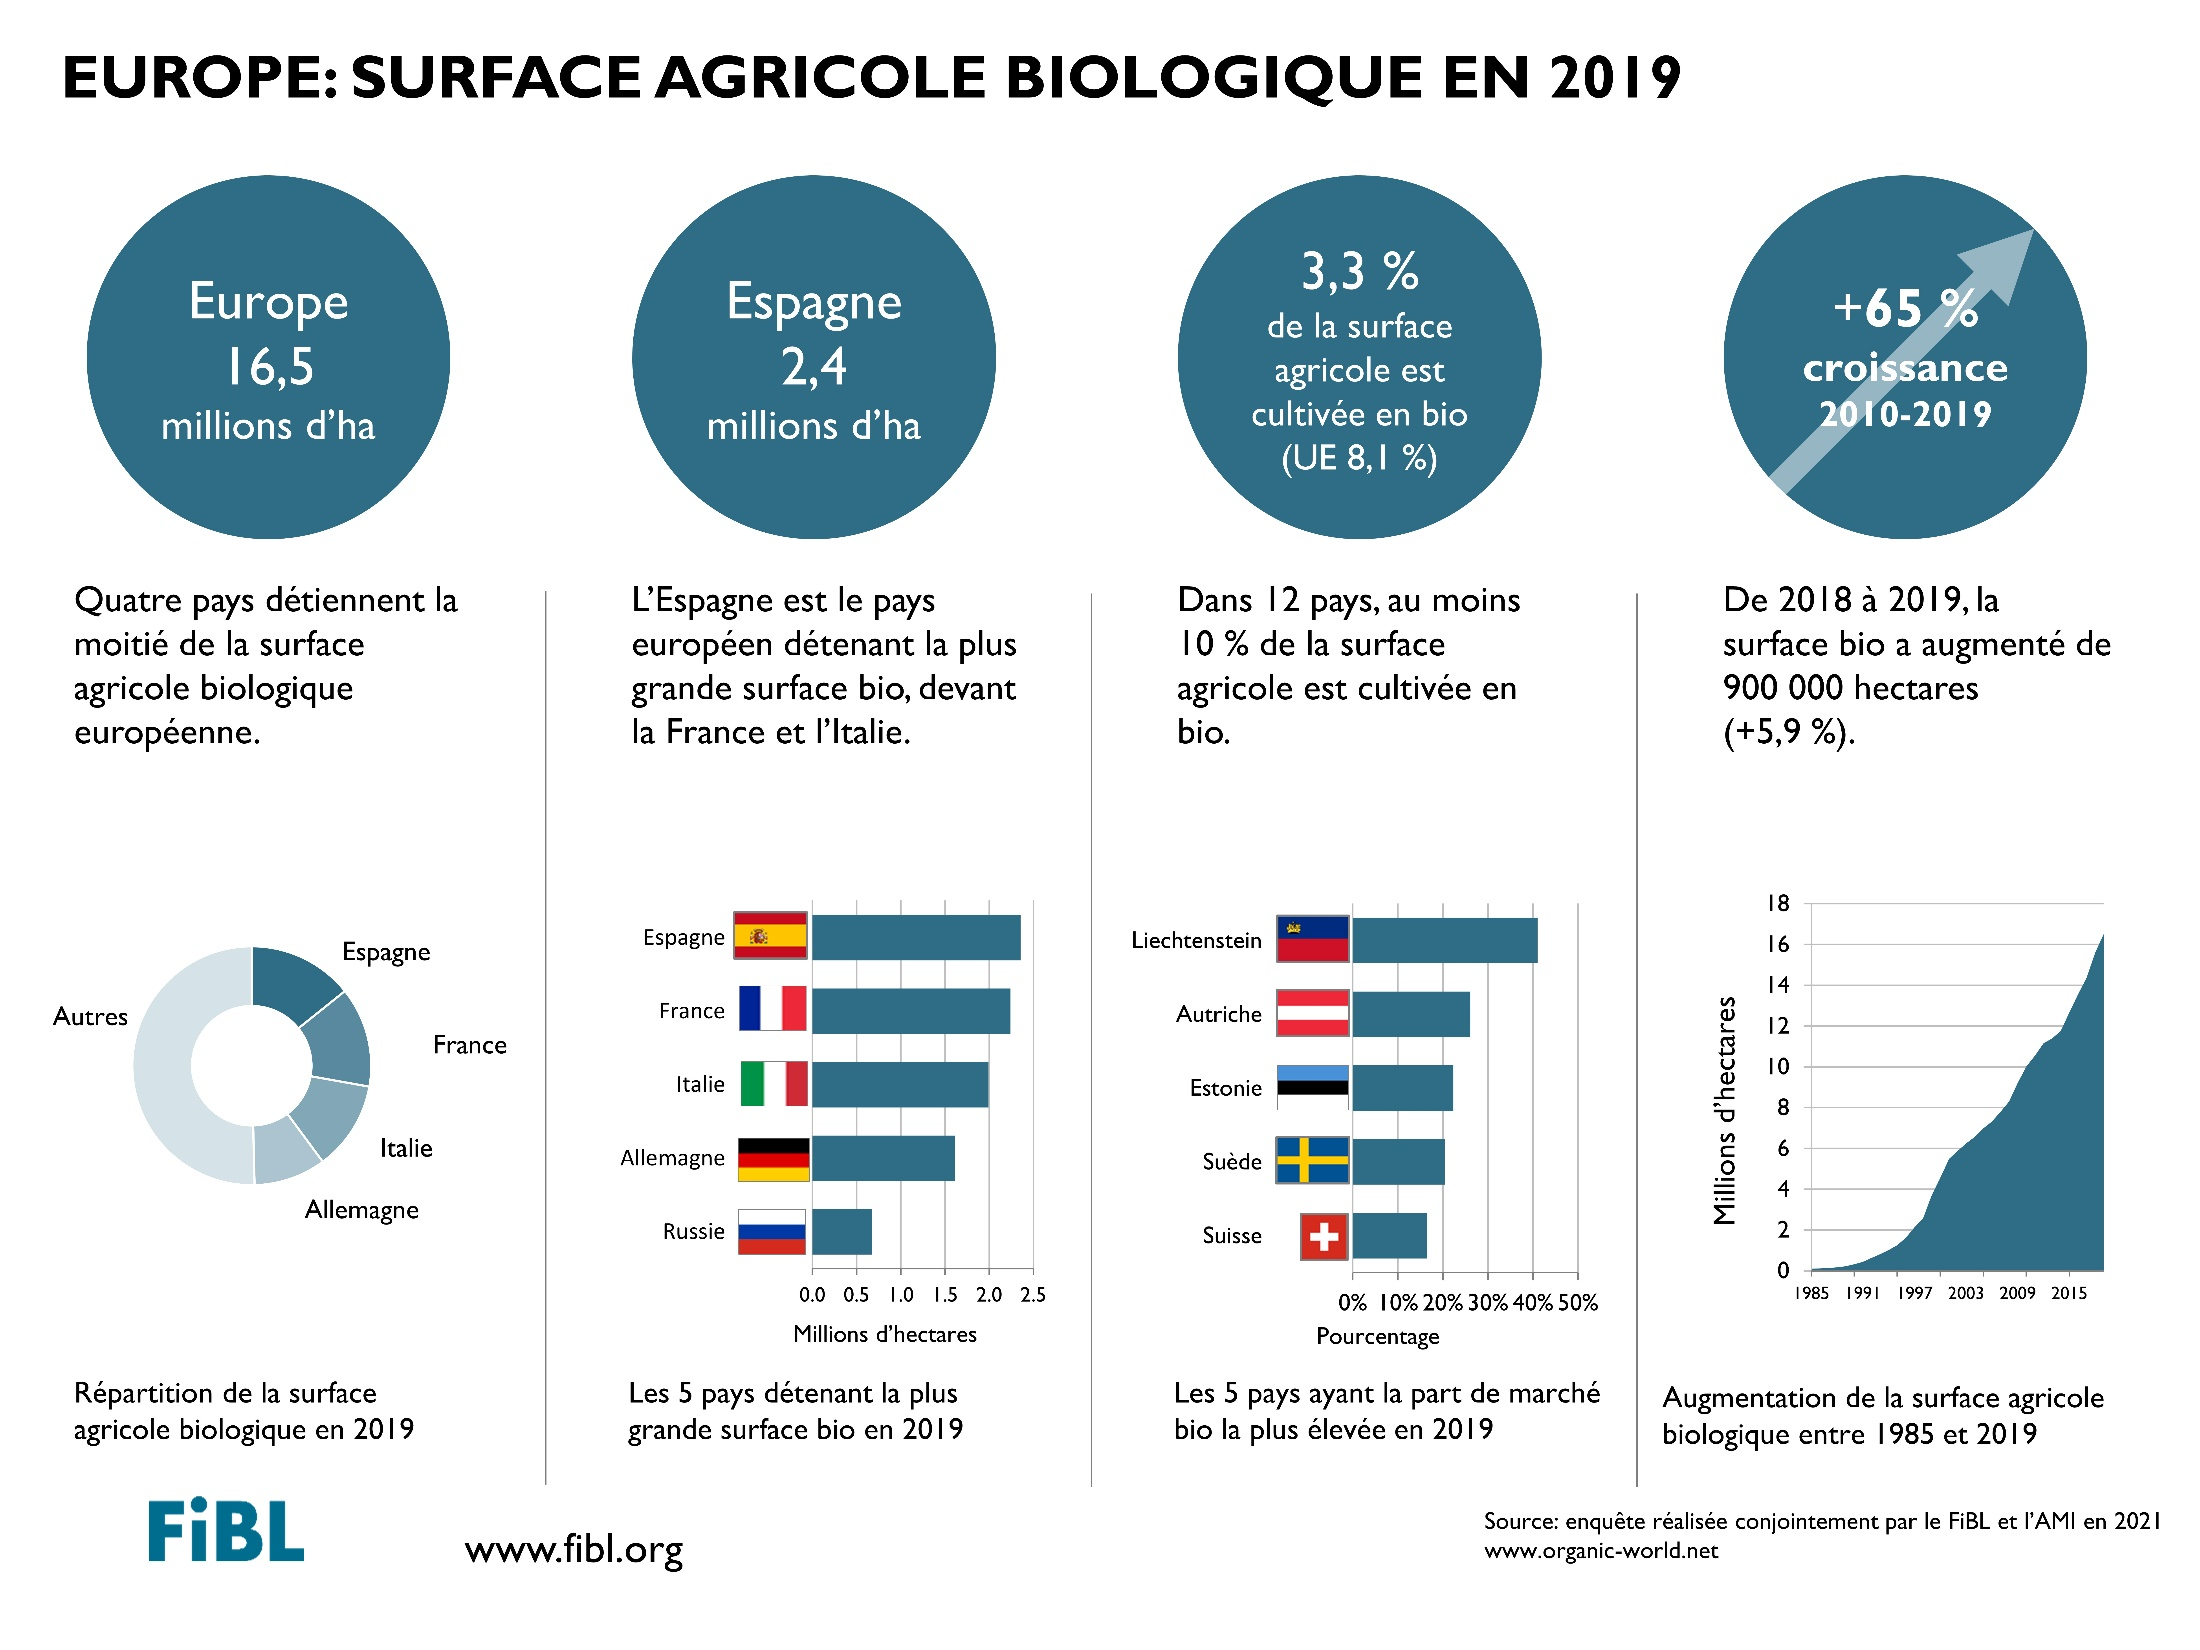 EUROPE: SURFACE AGRICOLE BIOLOGIQUE EN 2019
Europe
16,5
millions d’ha
Espagne
2,4
millions d’ha
3,3 %
de la surface
agricole est
cultivée en bio
(UE 8,1 %)
+65 %
croissance
2010-2019
Quatre pays détiennent la
moitié de la surface
agricole biologique
européenne.
L’Espagne est le pays
européen détenant la plus
grande surface bio, devant
la France et l’Italie.
Dans 12 pays, au moins
10 % de la surface
agricole est cultivée en
bio.
De 2018 à 2019, la
surface bio a augmenté de
900 000 hectares
(+5,9 %).
Espagne
France
Italie
Allemagne
Autres
Répartition de la surface
agricole biologique en 2019
Espagne
France
Italie
Allemagne
Russie
0.0 0.5 1.0 1.5 2.0 2.5
Millions d’hectares
Les 5 pays détenant la plus
grande surface bio en 2019
Liechtenstein
Autriche
Estonie
Suède
Suisse
0% 10% 20% 30% 40% 50%
Pourcentage
Les 5 pays ayant la part de marché
bio la plus élevée en 2019
Millions d’hectares
18
16
14
12
10
8
6
4
2
0
1985 1991 1997 2003 2009 2015
Augmentation de la surface agricole
biologique entre 1985 et 2019
FiBL
www.fibl.org
Source: enquête réalisée conjointement par le FiBL et l’AMI en 2021
www.organic-world.net